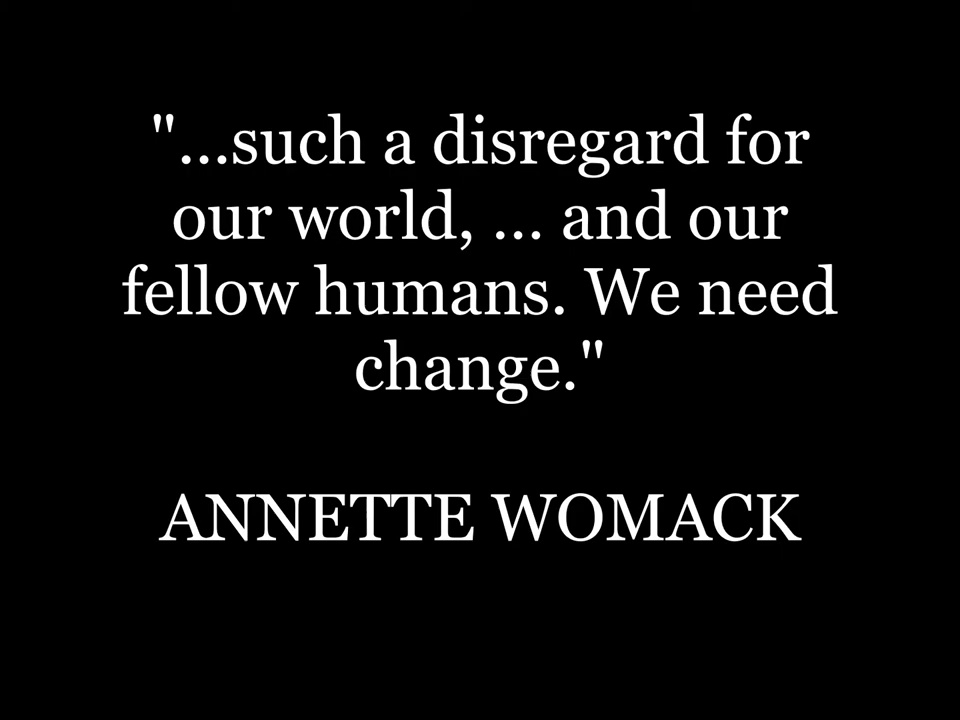 "...such a disregard for
our world, ... and our
fellow humans. We need
change."
ANNETTE WOMACK